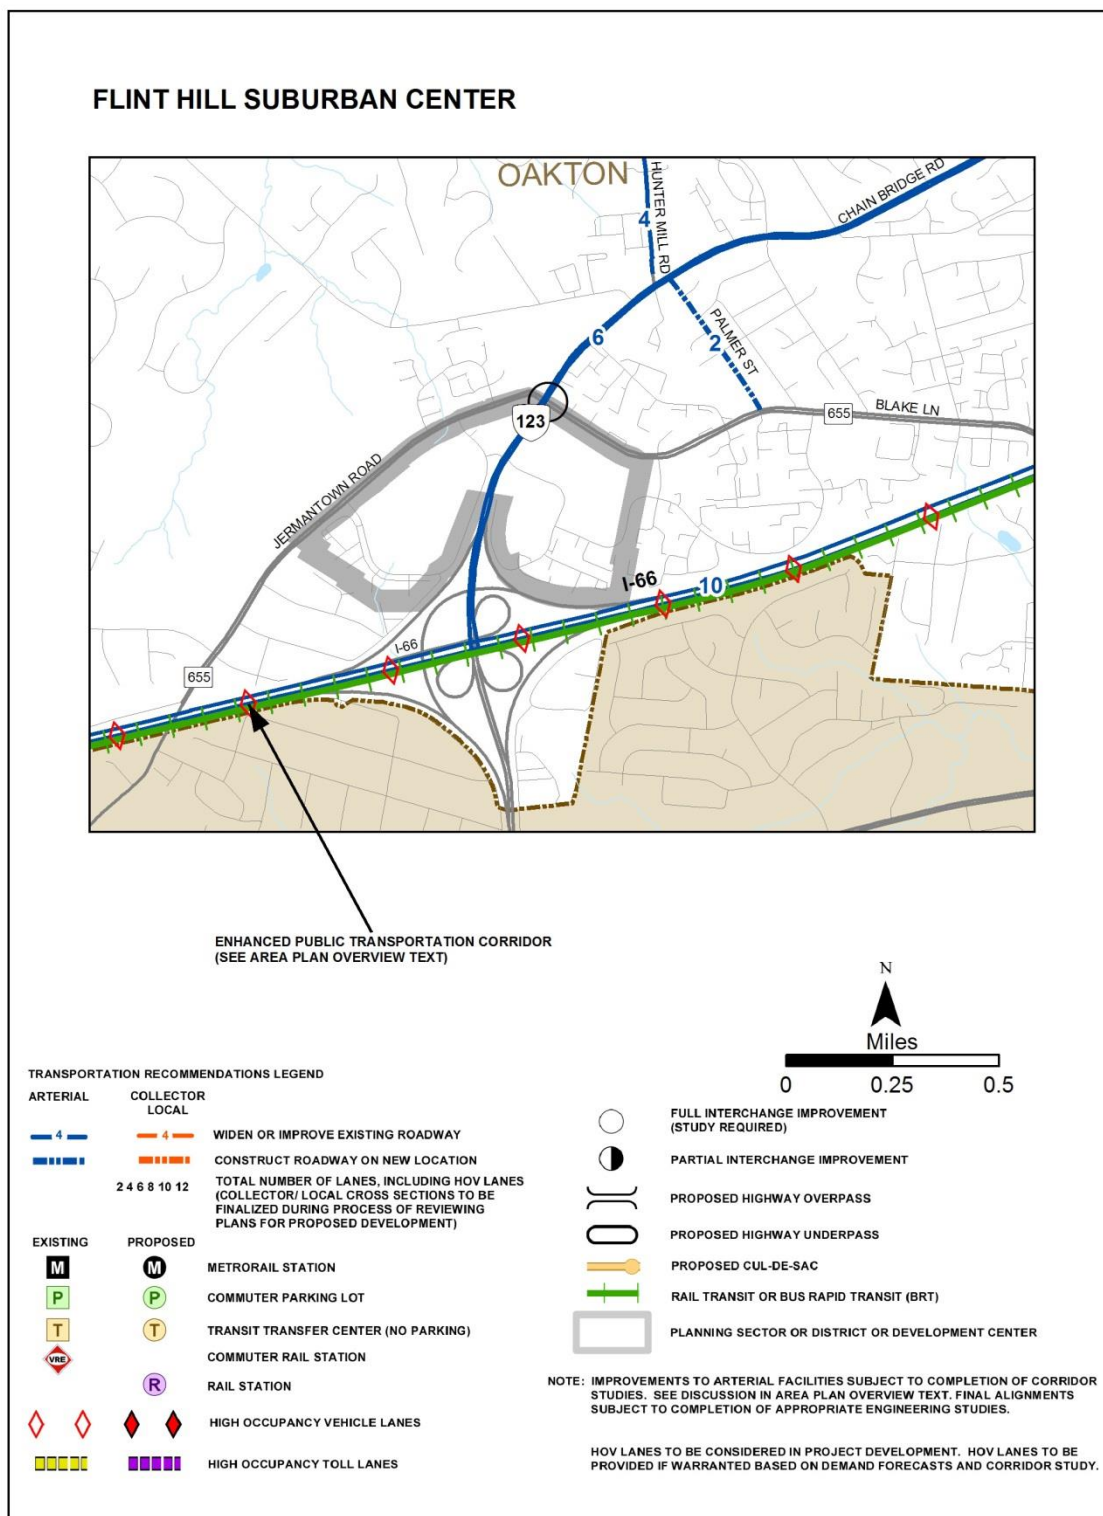 FLINT HILL SUBURBAN CENTER
OAKTON
HUNTER MILL RD
4
CHAIN BRIDGE RD
6
PALMER ST
2
123
BLAKE LN
655
JERMANTOWN ROAD
I-66
10
I-66
655
ENHANCED PUBLIC TRANSPORTATION CORRIDOR
(SEE AREA PLAN OVERVIEW TEXT)
N
Miles
0 0.25 0.5
TRANSPORTATION RECOMMENDATIONS LEGEND
ARTERIAL COLLECTOR
LOCAL
4 4 WIDEN OR IMPROVE EXISTING ROADWAY
CONSTRUCT ROADWAY ON NEW LOCATION
2 4 6 8 10 12 TOTAL NUMBER OF LANES, INCLUDING HOV LANES
(COLLECTOR/ LOCAL CROSS SECTIONS TO BE
FINALIZED DURING PROCESS OF REVIEWING
PLANS FOR PROPOSED DEVELOPMENT)
EXISTING PROPOSED
M M METRORAIL STATION
P P COMMUTER PARKING LOT
T T TRANSIT TRANSFER CENTER (NO PARKING)
VRE COMMUTER RAIL STATION
R RAIL STATION
HIGH OCCUPANCY VEHICLE LANES
HIGH OCCUPANCY TOLL LANES
FULL INTERCHANGE IMPROVEMENT
(STUDY REQUIRED)
PARTIAL INTERCHANGE IMPROVEMENT
PROPOSED HIGHWAY OVERPASS
PROPOSED HIGHWAY UNDERPASS
PROPOSED CUL-DE-SAC
RAIL TRANSIT OR BUS RAPID TRANSIT (BRT)
PLANNING SECTOR OR DISTRICT OR DEVELOPMENT CENTER
NOTE: IMPROVEMENTS TO ARTERIAL FACILITIES SUBJECT TO COMPLETION OF CORRIDOR
STUDIES. SEE DISCUSSION IN AREA PLAN OVERVIEW TEXT. FINAL ALIGNMENTS
SUBJECT TO COMPLETION OF APPROPRIATE ENGINEERING STUDIES.
HOV LANES TO BE CONSIDERED IN PROJECT DEVELOPMENT. HOV LANES TO BE
PROVIDED IF WARRANTED BASED ON DEMAND FORECASTS AND CORRIDOR STUDY.